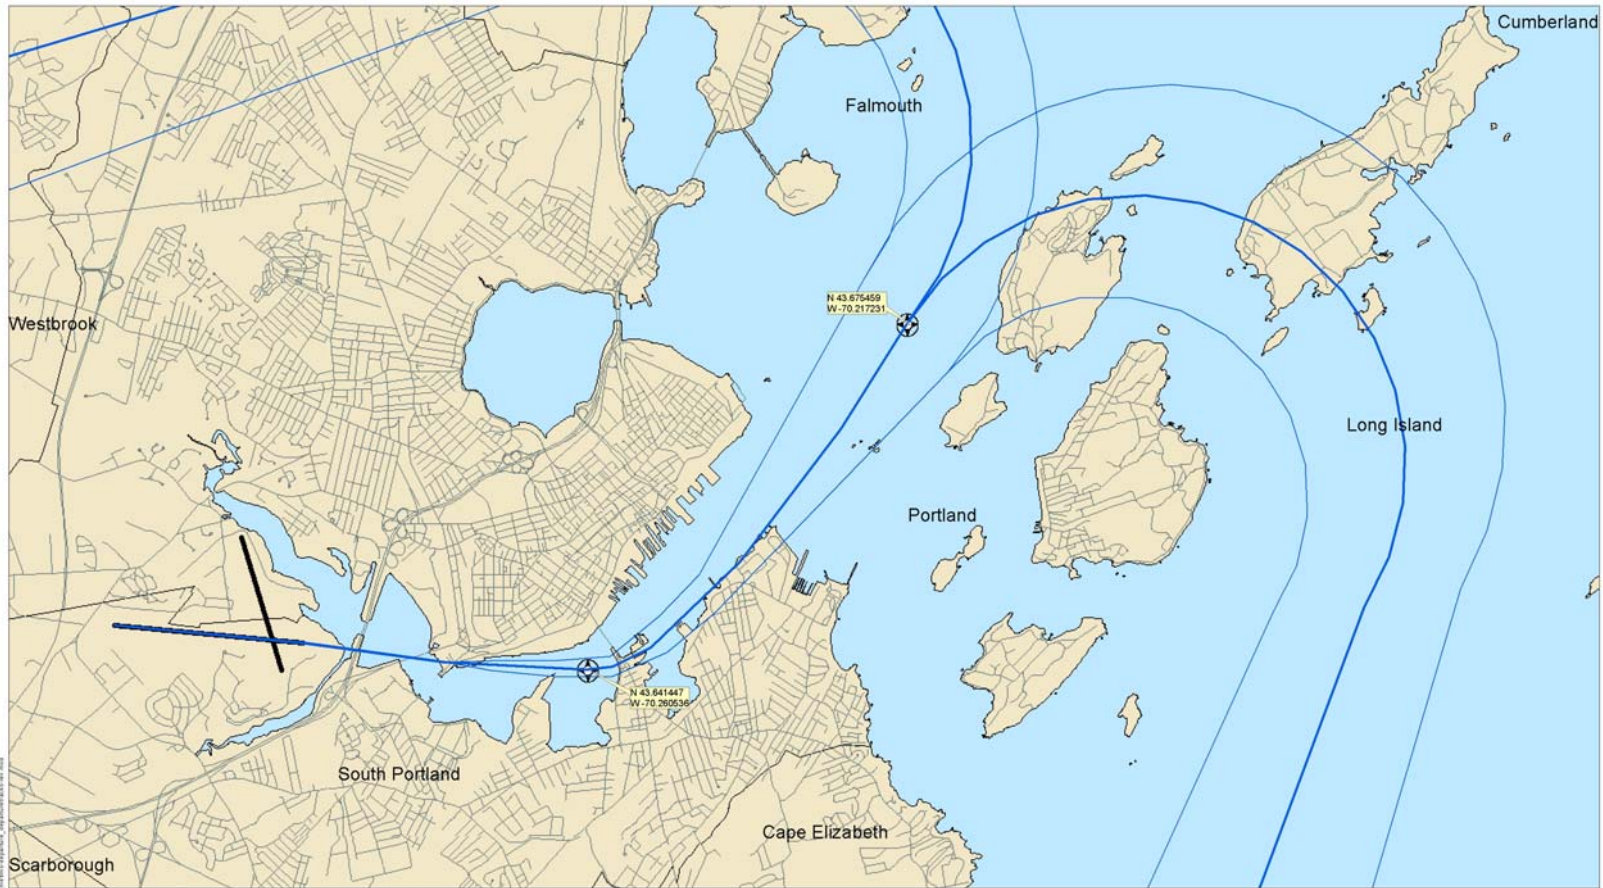 Cumberland
Falmouth
N 43.675459
W -70.217231
Westbrook
Long Island
Portland
N 43.641447
W -70.260536
South Portland
Cape Elizabeth
Scarborough